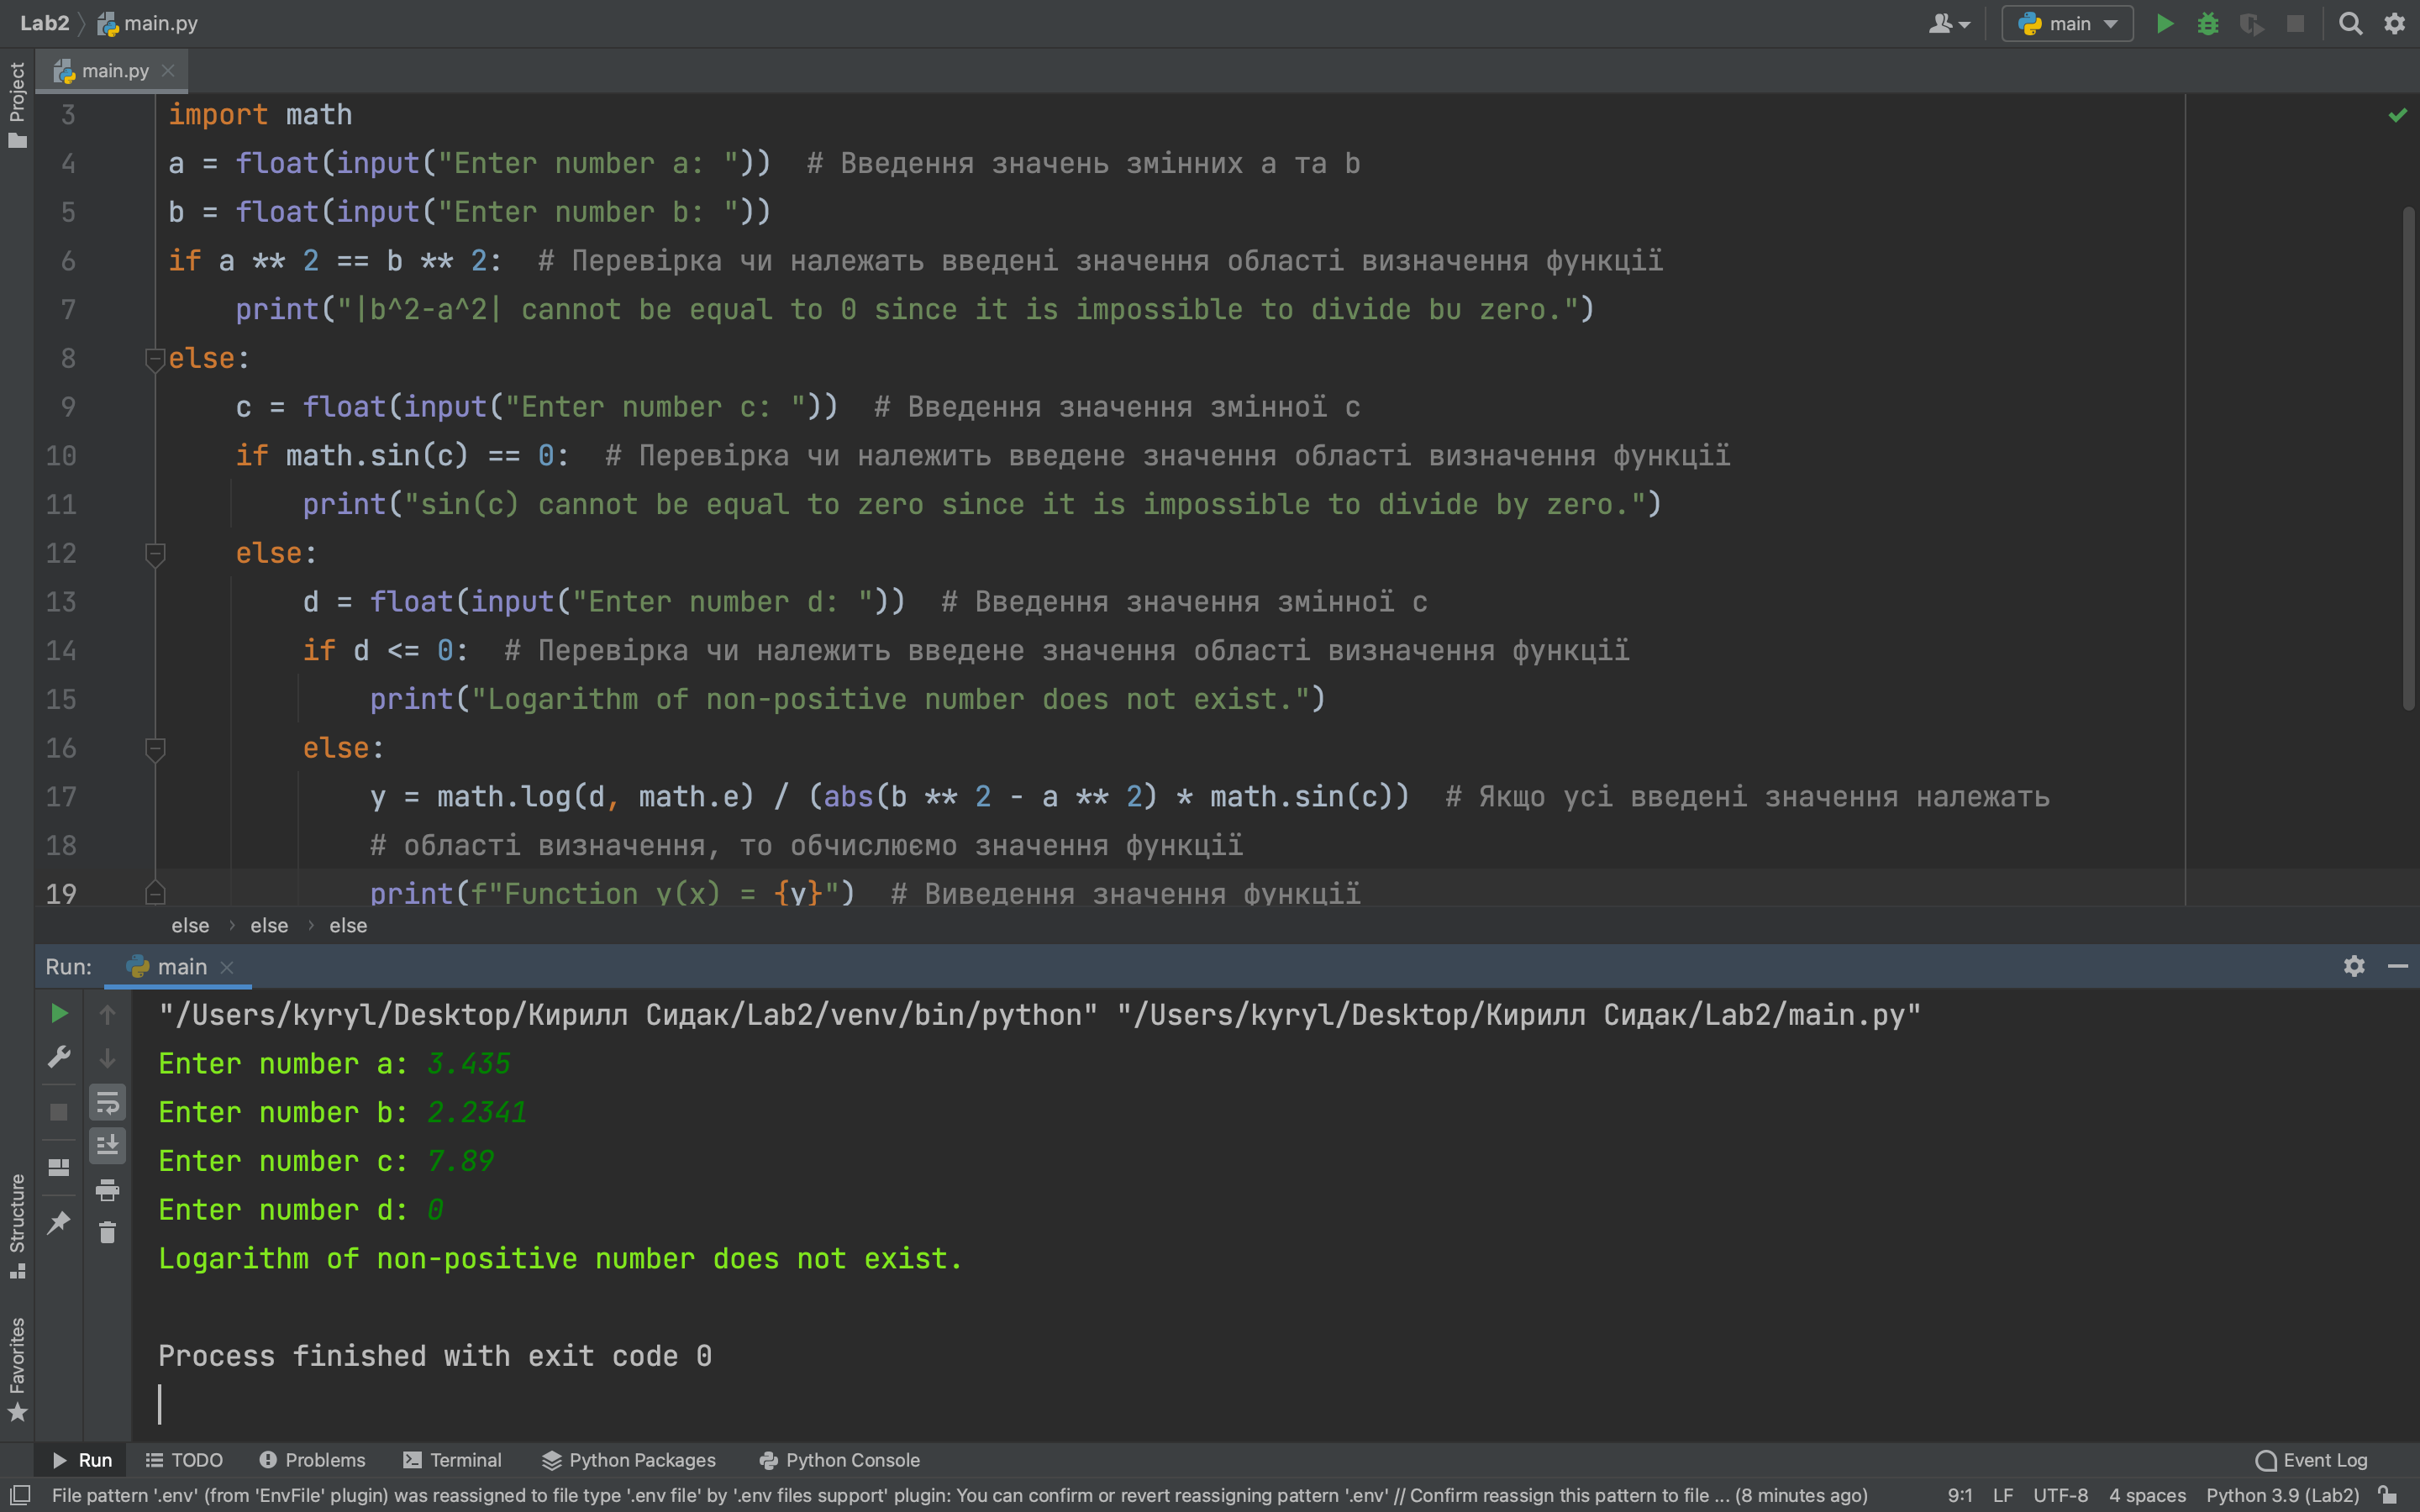 Lab2 main.py
main
main.py
Project
3 import math
4 a = float(input("Enter number a: "))  # Введення значень змінних a та b
5 b = float(input("Enter number b: "))
6 if a ** 2 == b ** 2:  # Перевірка чи належать введені значення області визначення функції
7     print("|b^2-a^2| cannot be equal to 0 since it is impossible to divide bu zero.")
8 else:
9     c = float(input("Enter number c: "))  # Введення значення змінної c
10     if math.sin(c) == 0:  # Перевірка чи належить введене значення області визначення функції
11         print("sin(c) cannot be equal to zero since it is impossible to divide by zero.")
12     else:
13         d = float(input("Enter number d: "))  # Введення значення змінної c
14         if d <= 0:  # Перевірка чи належить введене значення області визначення функції
15             print("Logarithm of non-positive number does not exist.")
16         else:
17             y = math.log(d, math.e) / (abs(b ** 2 - a ** 2) * math.sin(c))  # Якщо усі введені значення належать
18             # області визначення, то обчислюємо значення функції
19             print(f"Function y(x) = {y}")  # Виведення значення функції
else › else › else
Run: main
"/Users/kyryl/Desktop/Кирилл Сидак/Lab2/venv/bin/python" "/Users/kyryl/Desktop/Кирилл Сидак/Lab2/main.py"
Enter number a: 3.435
Enter number b: 2.2341
Enter number c: 7.89
Enter number d: 0
Logarithm of non-positive number does not exist.
Process finished with exit code 0
Structure
Favorites
Run TODO Problems Terminal Python Packages Python Console Event Log
File pattern '.env' (from 'EnvFile' plugin) was reassigned to file type '.env file' by '.env files support' plugin: You can confirm or revert reassigning pattern '.env' // Confirm reassign this pattern to file ... (8 minutes ago) 9:1 LF UTF-8 4 spaces Python 3.9 (Lab2)